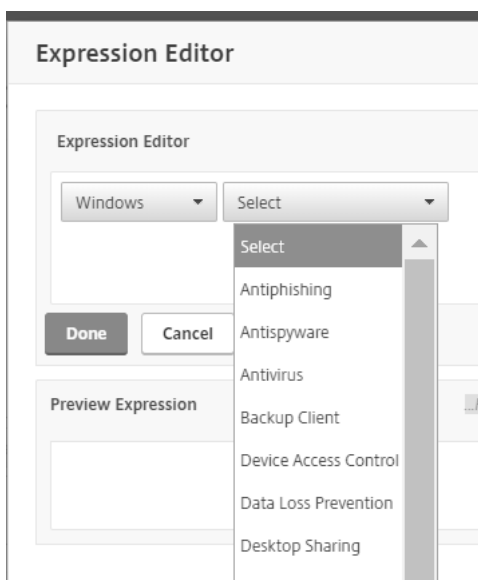 Expression Editor
Expression Editor
Windows
Select
Select
Antiphishing
Antispyware
Antivirus
Backup Client
Device Access Control
Data Loss Prevention
Desktop Sharing
Done
Cancel
Preview Expression